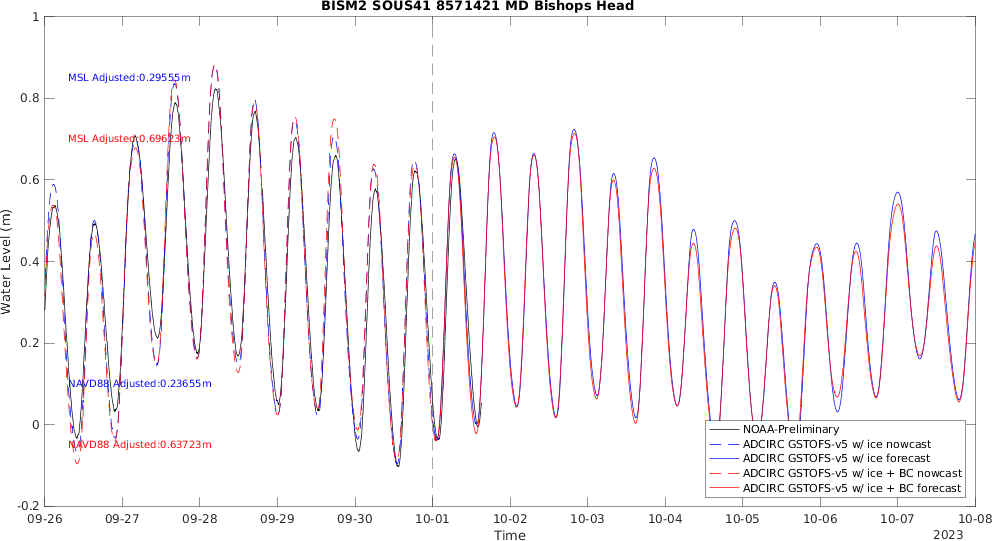 BISM2 SOUS41 8571421 MD Bishops Head
Water Level (m)
1
0.8
0.6
0.4
0.2
0
-0.2
MSL Adjusted:0.29555m
MSL Adjusted:0.69623m
NAVD88 Adjusted:0.23655m
NAVD88 Adjusted:0.63723m
NOAA-Preliminary
ADCIRC GSTOFS-v5 w/ ice nowcast
ADCIRC GSTOFS-v5 w/ ice forecast
ADCIRC GSTOFS-v5 w/ ice + BC nowcast
ADCIRC GSTOFS-v5 w/ ice + BC forecast
09-26 09-27 09-28 09-29 09-30 10-01 10-02 10-03 10-04 10-05 10-06 10-07 10-08
Time
2023